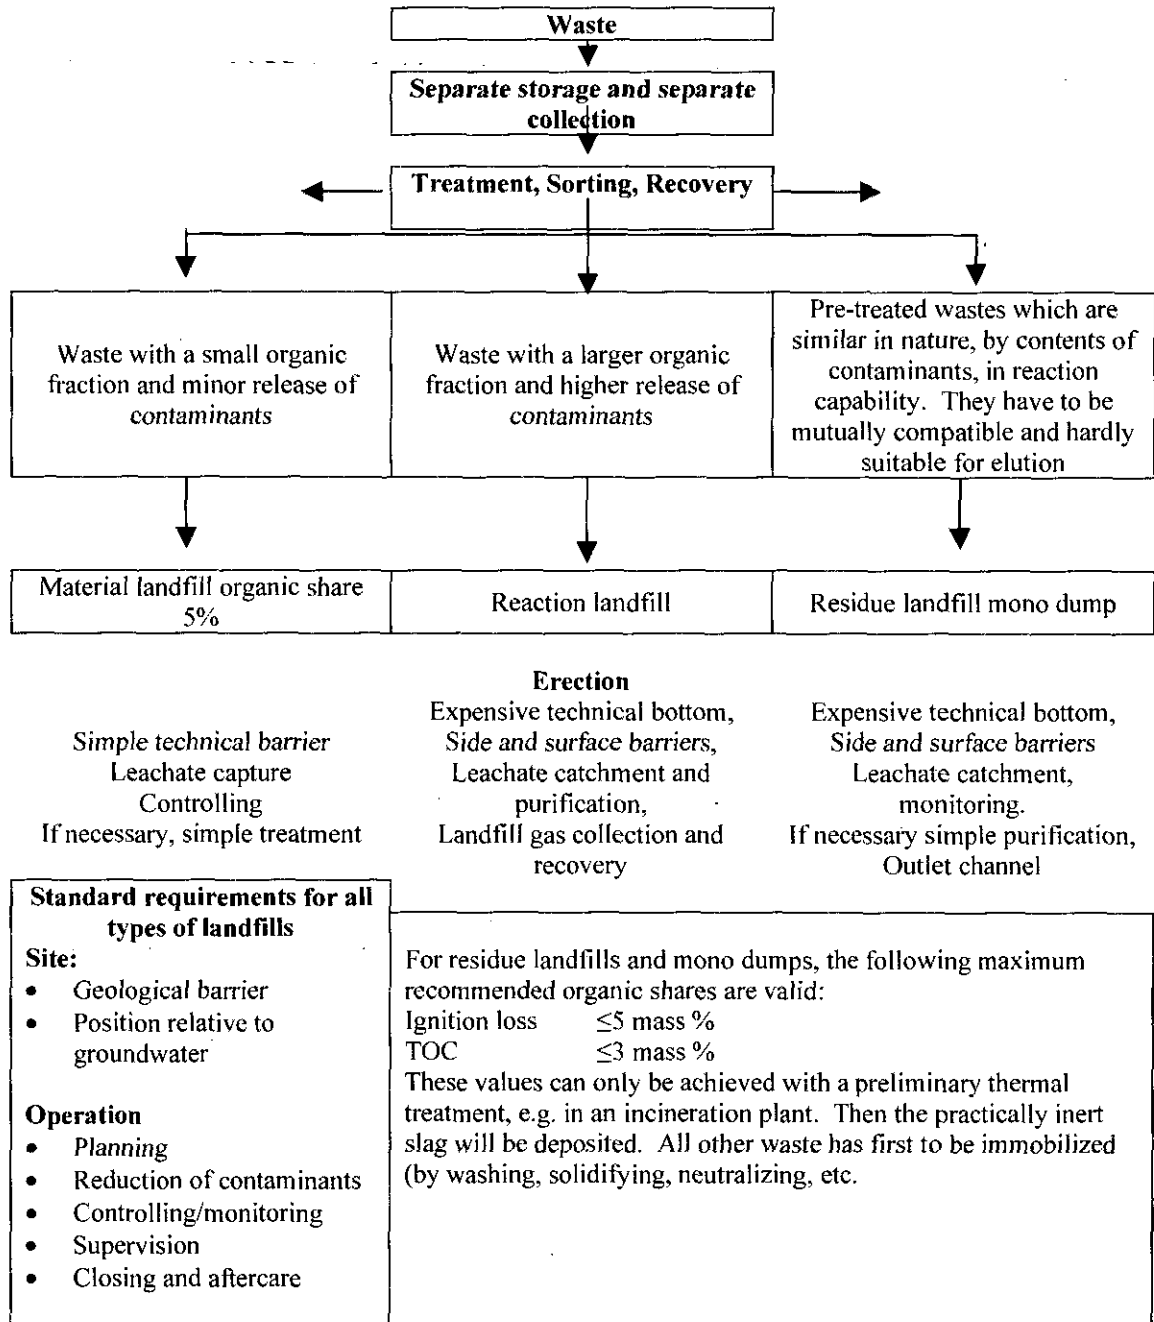 Waste
Separate storage and separate
collection
Treatment, Sorting, Recovery
Waste with a small organic
fraction and minor release of
contaminants
Waste with a larger organic
fraction and higher release of
contaminants
Pre-treated wastes which are
similar in nature, by contents of
contaminants, in reaction
capability. They have to be
mutually compatible and hardly
suitable for elution
Material landfill organic share
5%
Reaction landfill
Residue landfill mono dump
Erection
Simple technical barrier
Leachate capture
Controlling
If necessary, simple treatment
Expensive technical bottom,
Side and surface barriers,
Leachate catchment and
purification,
Landfill gas collection and
recovery
Expensive technical bottom,
Side and surface barriers
Leachate catchment,
monitoring.
If necessary simple purification,
Outlet channel
Standard requirements for all
types of landfills
Site:
• Geological barrier
• Position relative to
groundwater
Operation
• Planning
• Reduction of contaminants
• Controlling/monitoring
• Supervision
• Closing and aftercare
For residue landfills and mono dumps, the following maximum
recommended organic shares are valid:
Ignition loss ≤5 mass %
TOC ≤3 mass %
These values can only be achieved with a preliminary thermal
treatment, e.g. in an incineration plant. Then the practically inert
slag will be deposited. All other waste has first to be immobilized
(by washing, solidifying, neutralizing, etc.